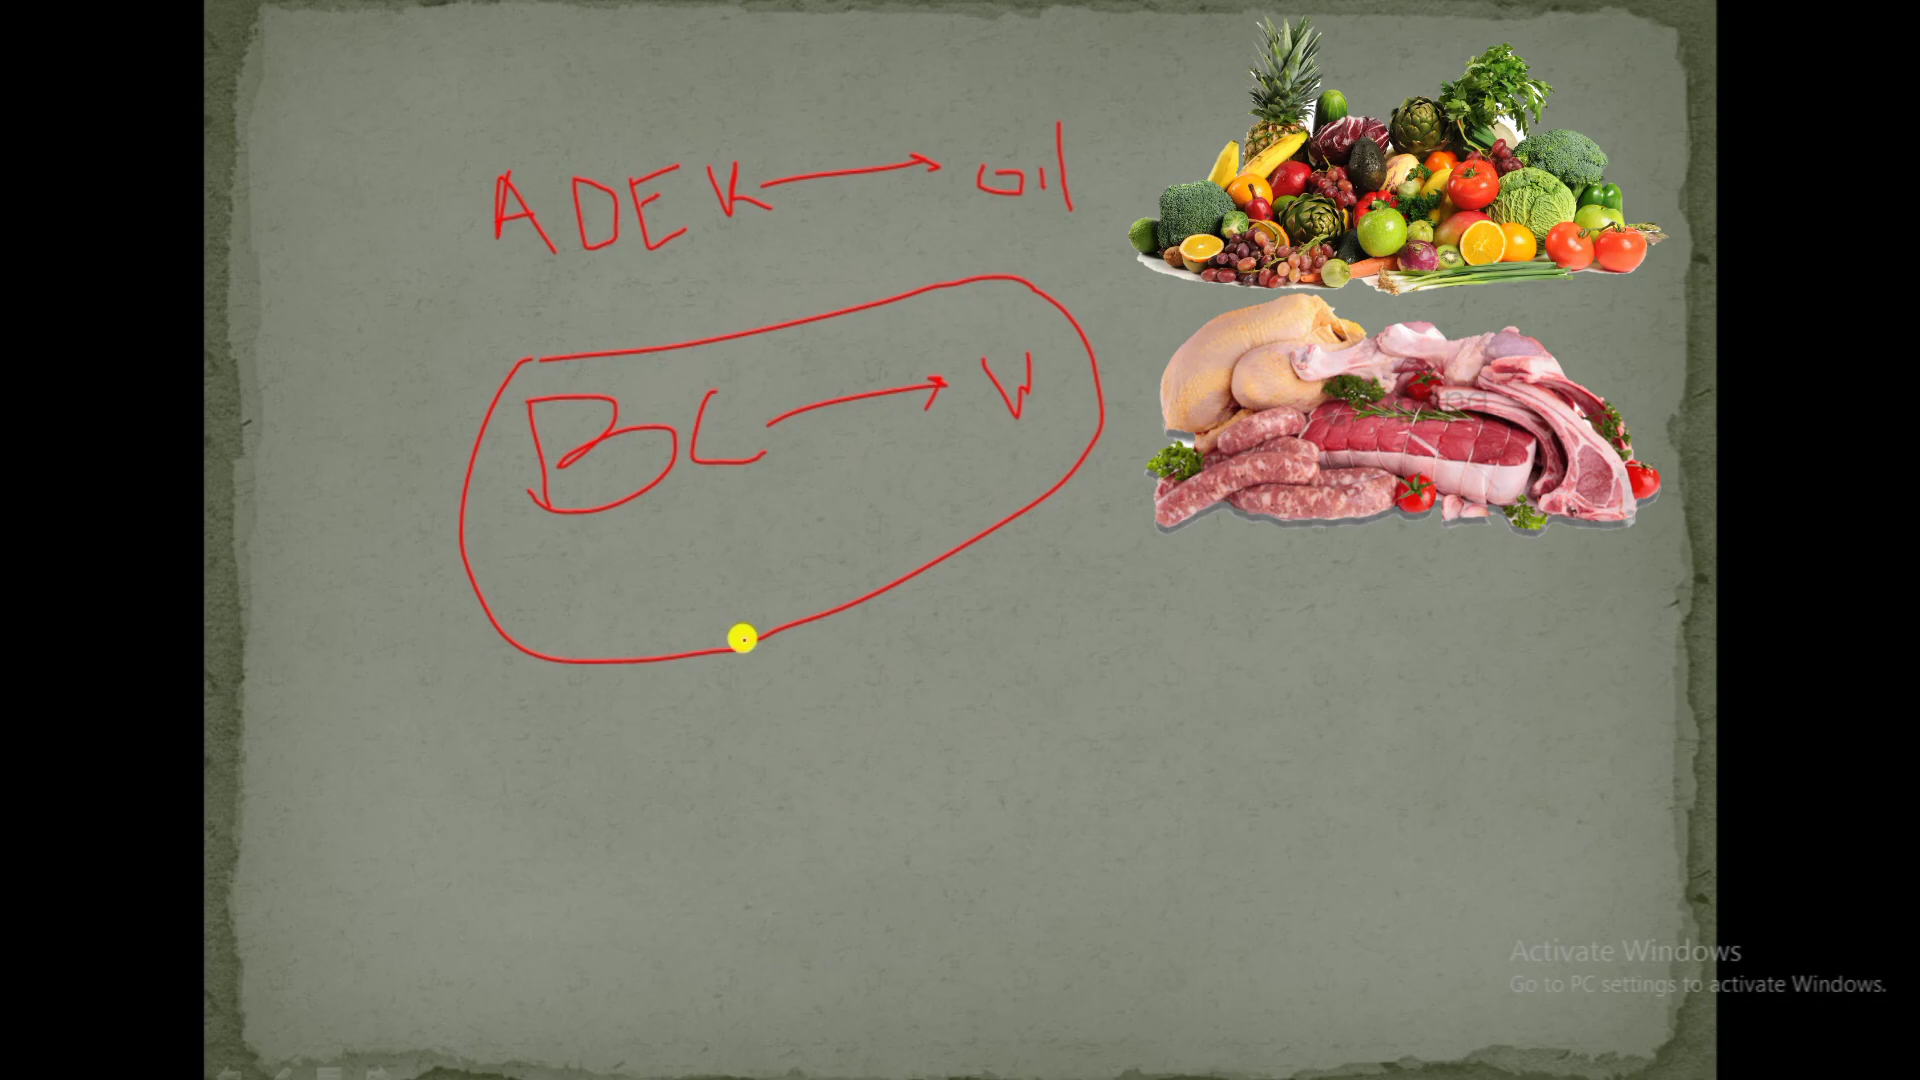 ADEK → oil
BC → W
Activate Windows
Go to PC settings to activate Windows.